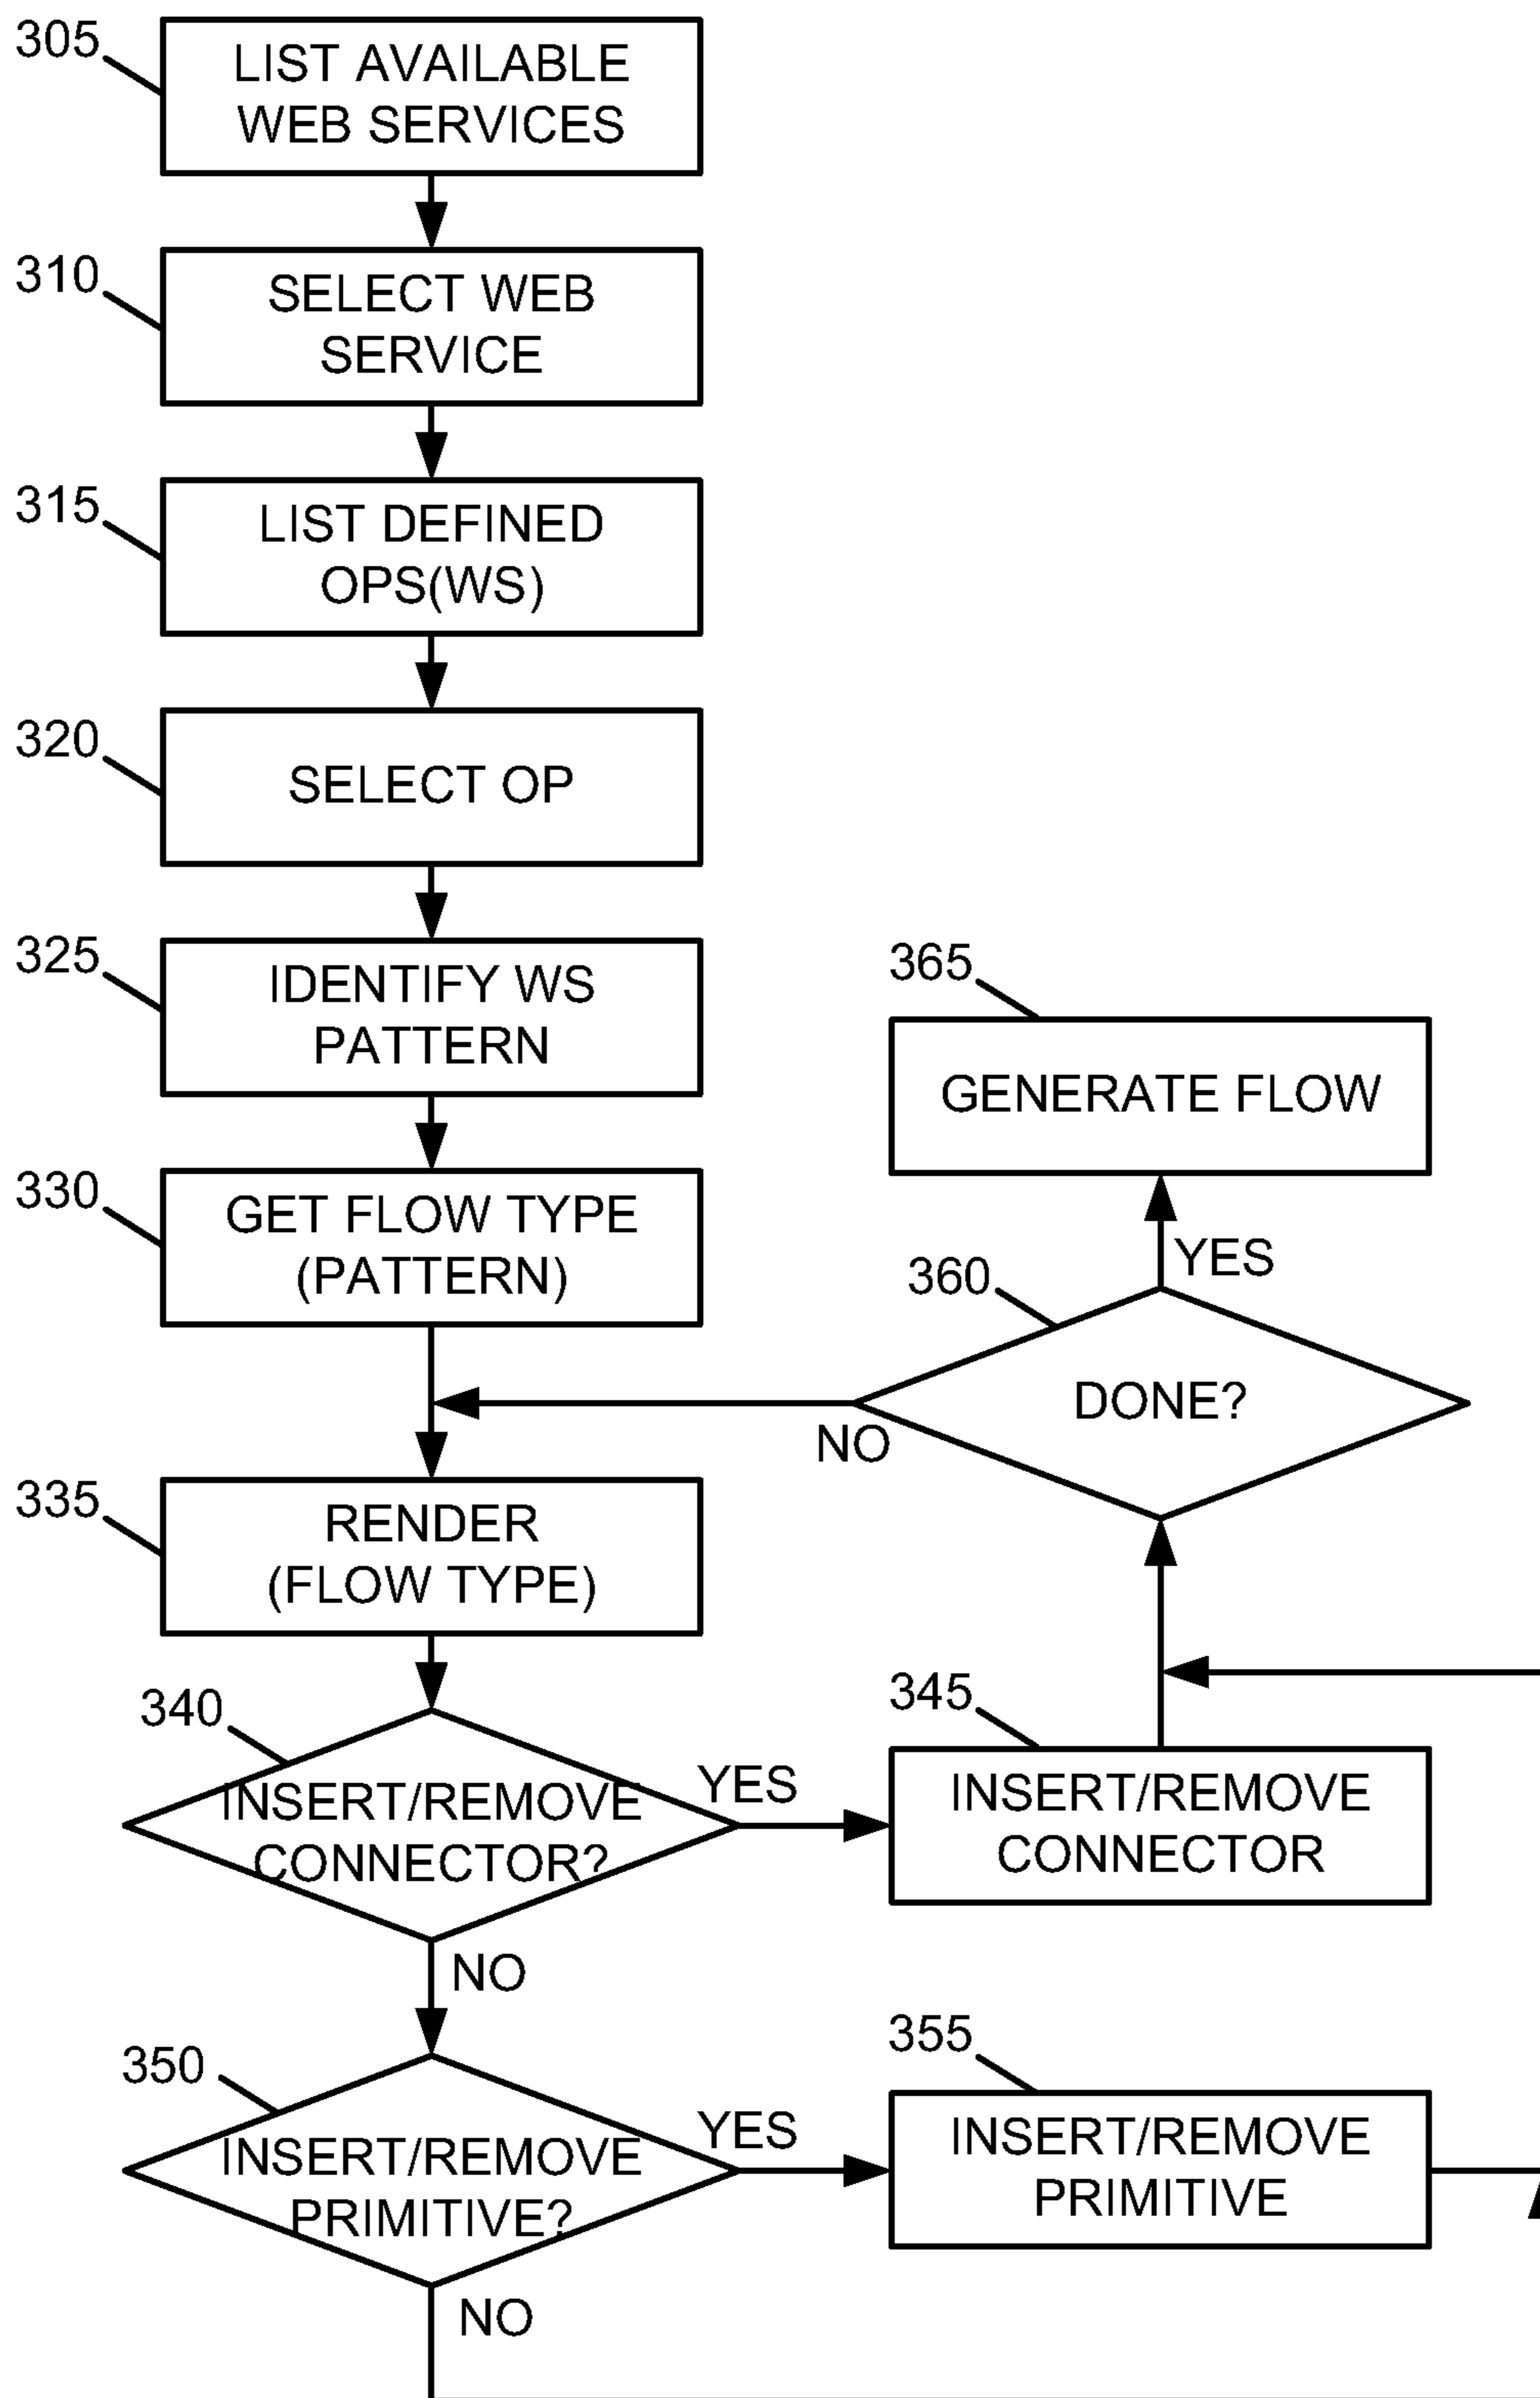 305
LIST AVAILABLE
WEB SERVICES
310
SELECT WEB
SERVICE
315
LIST DEFINED
OPS(WS)
320
SELECT OP
325
IDENTIFY WS
PATTERN
330
GET FLOW TYPE
(PATTERN)
335
RENDER
(FLOW TYPE)
340
INSERT/REMOVE
CONNECTOR?
YES
NO
345
INSERT/REMOVE
CONNECTOR
350
INSERT/REMOVE
PRIMITIVE?
YES
NO
355
INSERT/REMOVE
PRIMITIVE
360
DONE?
NO
YES
365
GENERATE FLOW